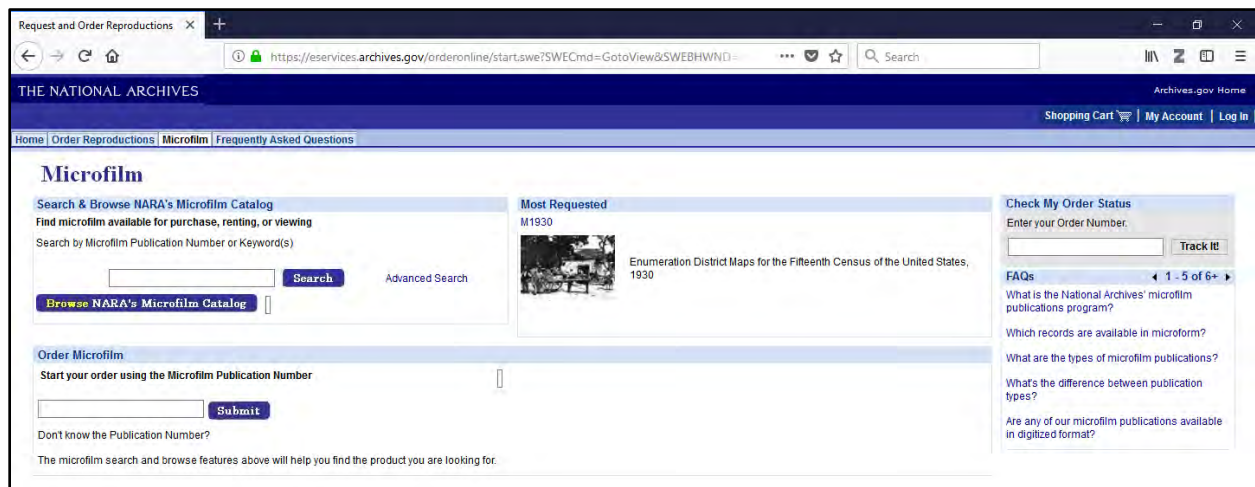 Request and Order Reproductions
https://eservices.archives.gov/orderonline/start.swe?SWECmd=GotoView&SWEBHWND=
Search
THE NATIONAL ARCHIVES
Archives.gov Home
Shopping Cart | My Account | Log In
Home Order Reproductions Microfilm Frequently Asked Questions
Microfilm
Search & Browse NARA's Microfilm Catalog
Find microfilm available for purchase, renting, or viewing
Search by Microfilm Publication Number or Keyword(s)
Search Advanced Search
Browse NARA's Microfilm Catalog
Most Requested
M1930
Enumeration District Maps for the Fifteenth Census of the United States,
1930
Check My Order Status
Enter your Order Number.
Track It!
FAQs 1 - 5 of 6+
What is the National Archives' microfilm
publications program?
Which records are available in microform?
What are the types of microfilm publications?
What's the difference between publication
types?
Are any of our microfilm publications available
in digitized format?
Order Microfilm
Start your order using the Microfilm Publication Number
Submit
Don't know the Publication Number?
The microfilm search and browse features above will help you find the product you are looking for.